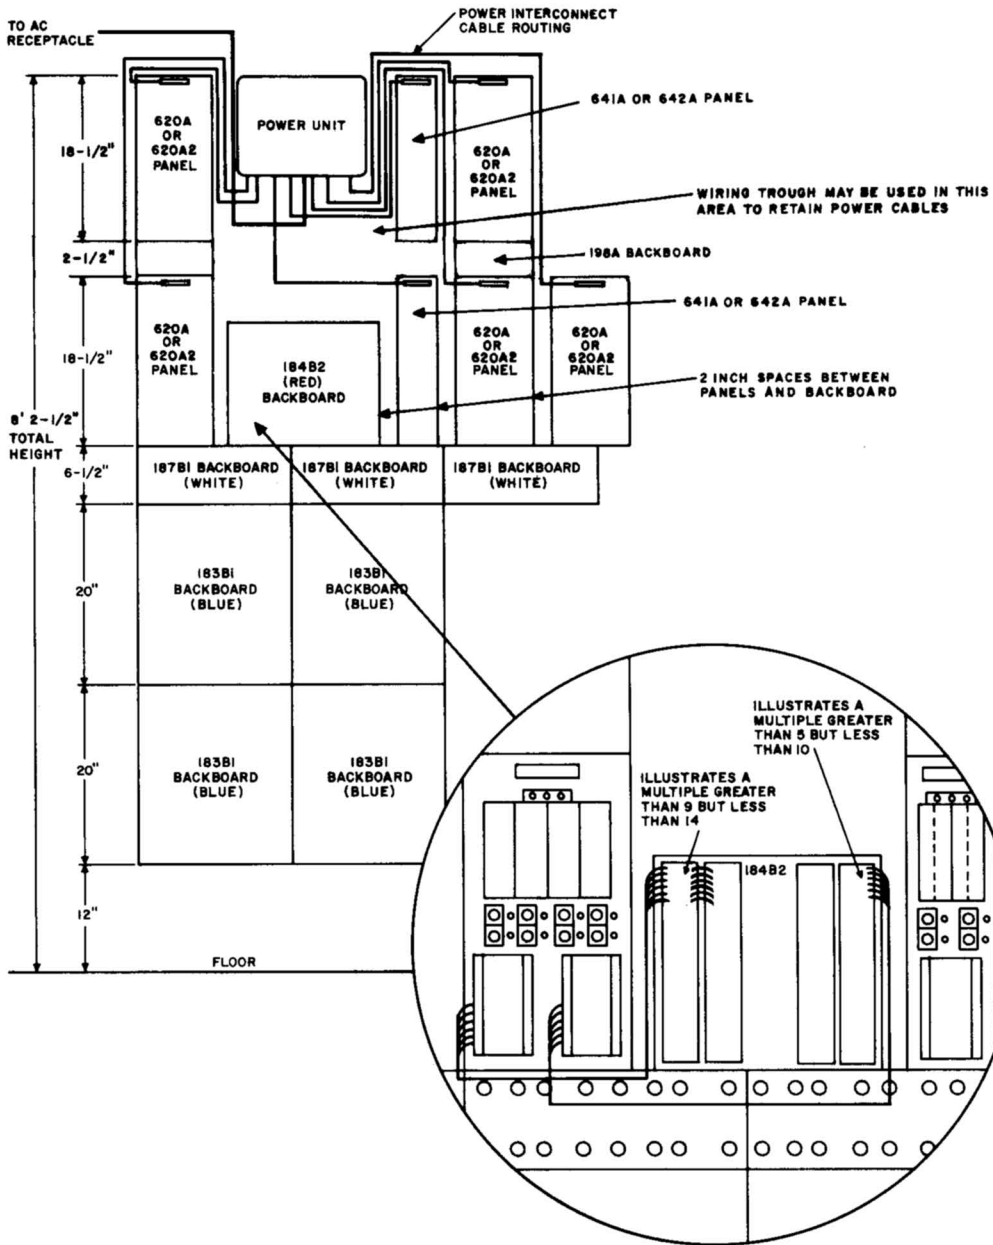 TO AC
RECEPTACLE
POWER INTERCONNECT
CABLE ROUTING
620A
OR
620A2
PANEL
POWER UNIT
641A OR 642A PANEL
620A
OR
620A2
PANEL
18-1/2"
WIRING TROUGH MAY BE USED IN THIS
AREA TO RETAIN POWER CABLES
2-1/2"
198A BACKBOARD
641A OR 642A PANEL
620A
OR
620A2
PANEL
18-1/2"
184B2
(RED)
BACKBOARD
620A
OR
620A2
PANEL
620A
OR
620A2
PANEL
2 INCH SPACES BETWEEN
PANELS AND BACKBOARD
8' 2-1/2"
TOTAL
HEIGHT
6-1/2"
187B1 BACKBOARD
(WHITE)
187B1 BACKBOARD
(WHITE)
187B1 BACKBOARD
(WHITE)
20"
183B1
BACKBOARD
(BLUE)
183B1
BACKBOARD
(BLUE)
20"
183B1
BACKBOARD
(BLUE)
183B1
BACKBOARD
(BLUE)
12"
FLOOR
ILLUSTRATES A
MULTIPLE GREATER
THAN 5 BUT LESS
THAN 10
ILLUSTRATES A
MULTIPLE GREATER
THAN 9 BUT LESS
THAN 14
184B2